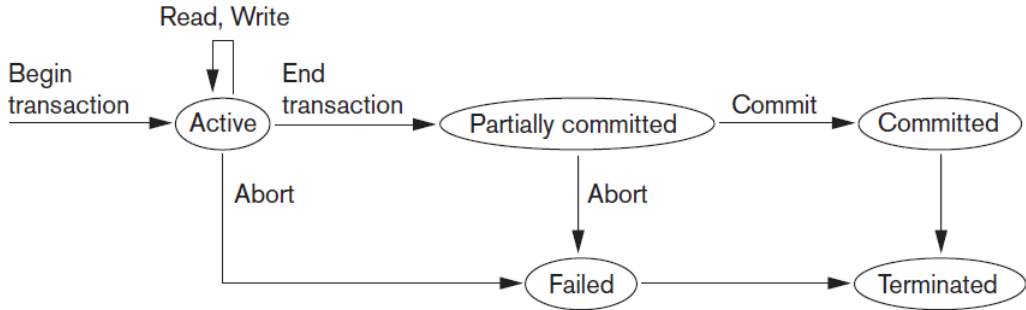 Read, Write
Begin
transaction
End
transaction
Active
Partially committed
Commit
Committed
Abort
Abort
Failed
Terminated